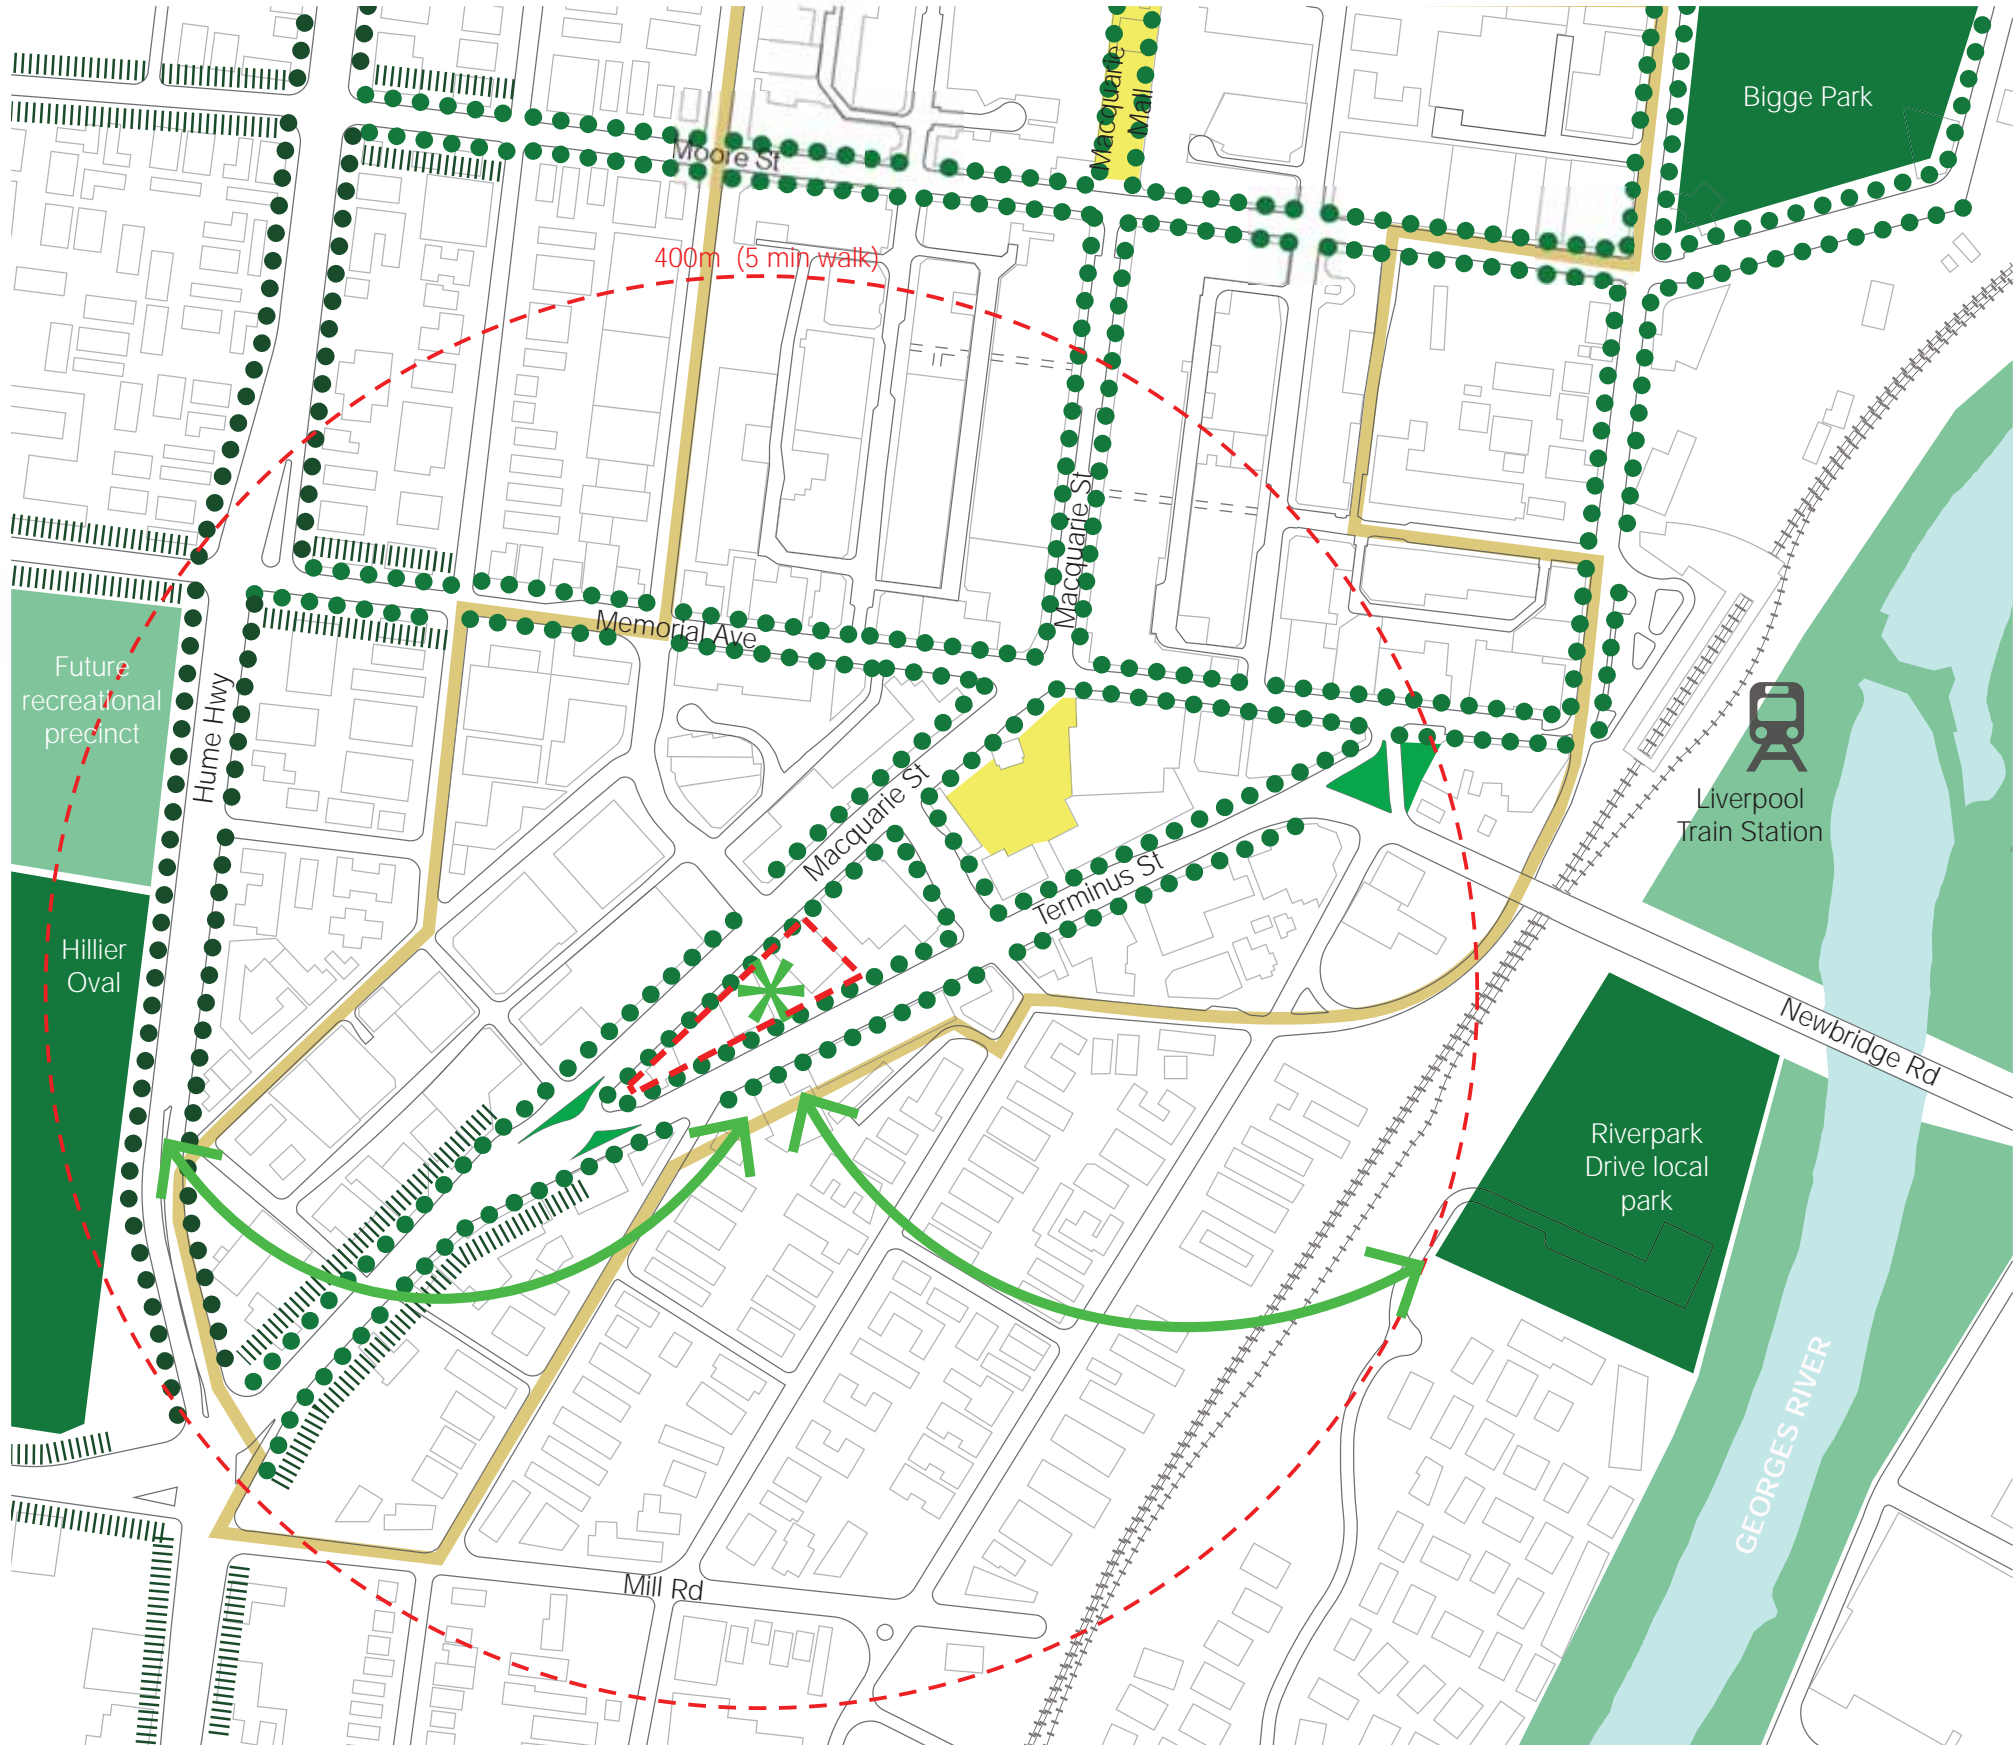 Bigge Park
Macquarie
Mall
Moore St
400m (5 min walk)
Macquarie St
Memorial Ave
Future
recreational
precinct
Hume Hwy
Macquarie St
Liverpool
Train Station
Terminus St
Hillier
Oval
Newbridge Rd
Riverpark
Drive local
park
GEORGES RIVER
Mill Rd